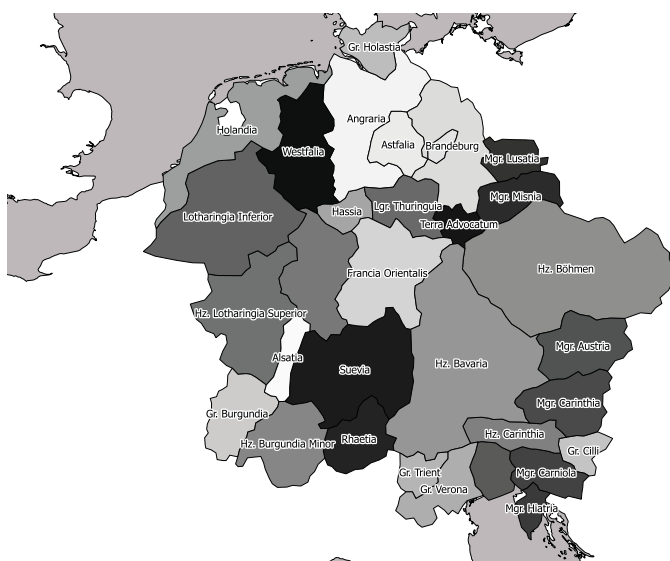 Gr. Holastia
Angraria
Holandia
Astfalia
Brandeburg
Westfalia
Mgr. Lusatia
Mgr. Misnia
Lgr. Thuringuia
Hassia
Lotharingia Inferior
Terra Advocatum
Francia Orientalis
Hz. Böhmen
Hz. Lotharingia Superior
Mgr. Austria
Alsatia
Hz. Bavaria
Suevia
Mgr. Carinthia
Gr. Burgundia
Hz. Carinthia
Rhaetia
Hz. Burgundia Minor
Gr. Cilli
Gr. Trient
Mgr. Carniola
Gr. Verona
Mgr. Hiatria